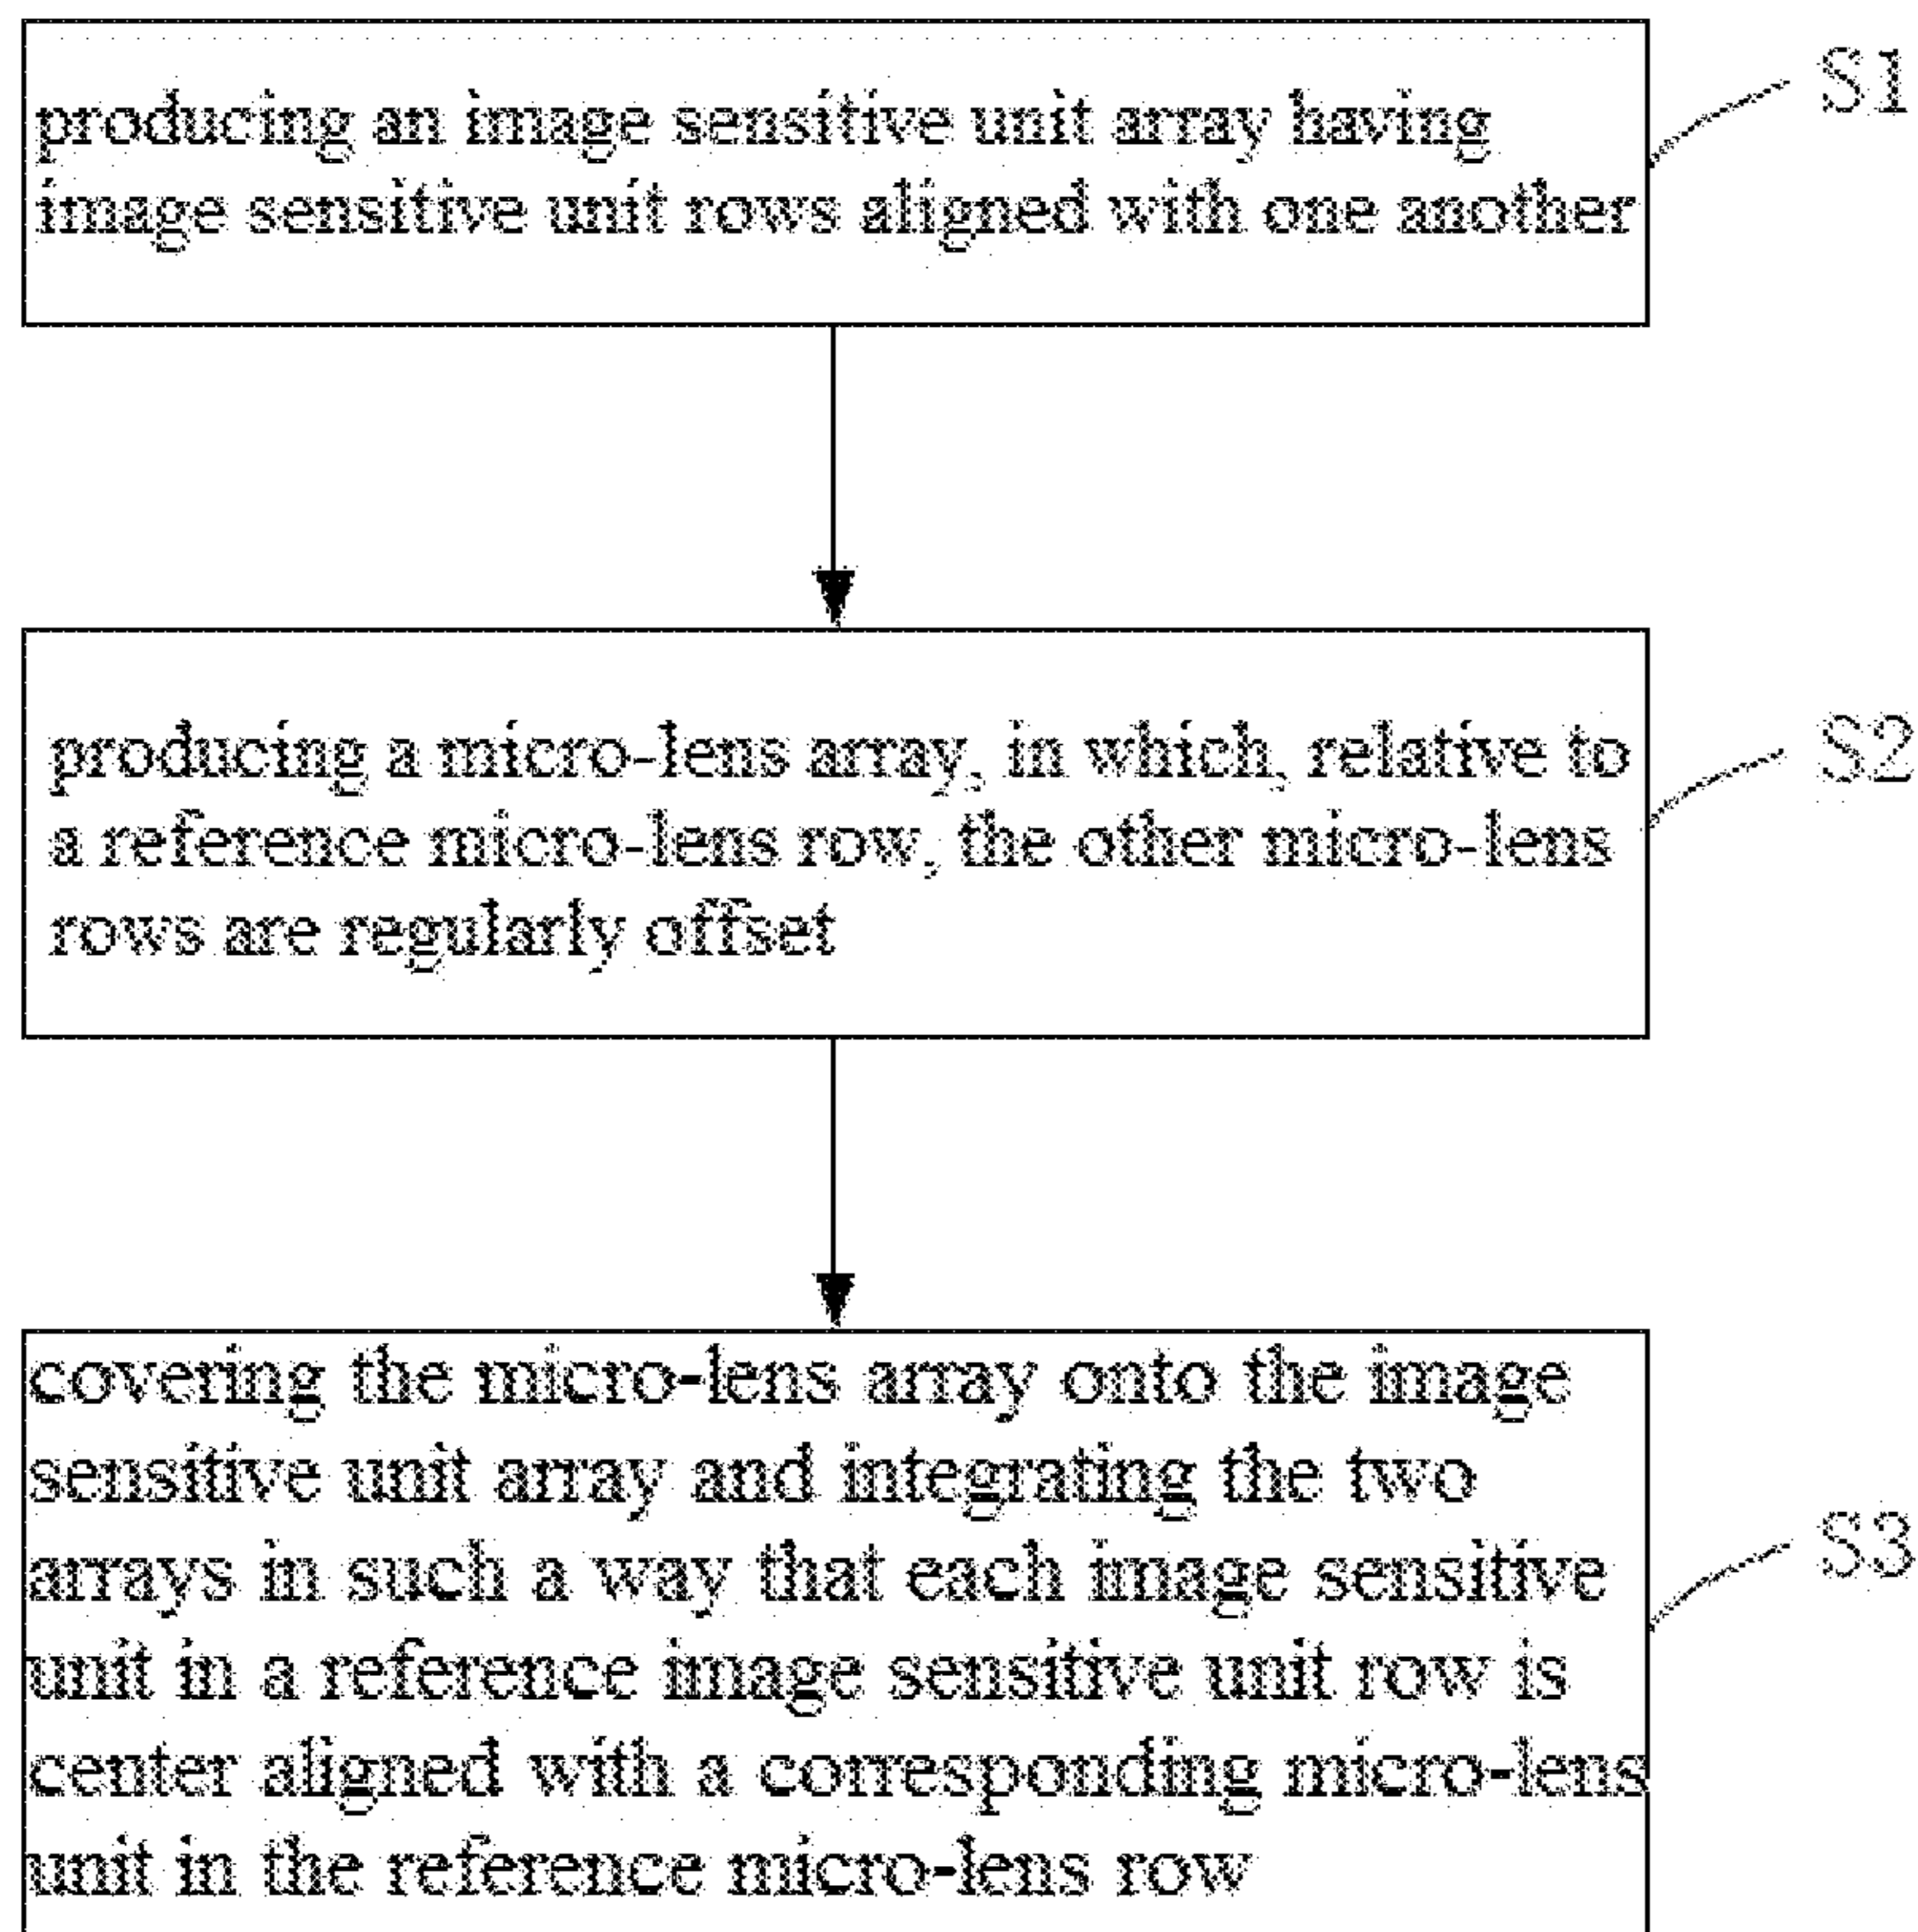 producing an image sensitive unit array having
image sensitive unit rows aligned with one another
S1
producing a micro-lens array, in which, relative to
a reference micro-lens row, the other micro-lens
rows are regularly offset
S2
covering the micro-lens array onto the image
sensitive unit array and integrating the two
arrays in such a way that each image sensitive
unit in a reference image sensitive unit row is
center aligned with a corresponding micro-lens
unit in the reference micro-lens row
S3